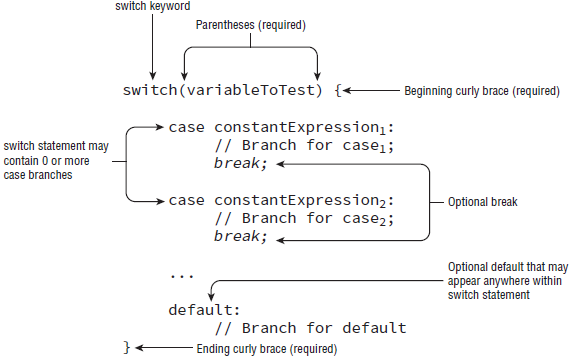 switch keyword
Parentheses (required)
switch(variableToTest) {
Beginning curly brace (required)
case constantExpression₁:
// Branch for case₁;
break;
switch statement may
contain 0 or more
case branches
case constantExpression₂:
// Branch for case₂;
break;
Optional break
...
Optional default that may
appear anywhere within
switch statement
default:
// Branch for default
}
Ending curly brace (required)